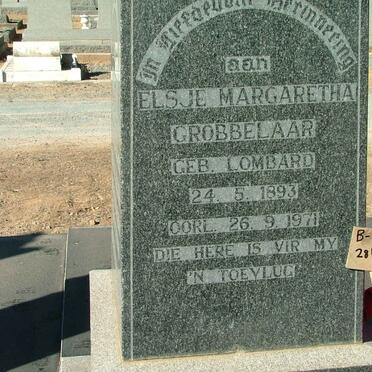 In Liefdevolle Herinnering
aan
ELSJE MARGARETHA
GROBBELAAR
GEB. LOMBARD
24. 5. 1893
OORL. 26. 9. 1971
DIE HERE IS VIR MY
'N TOEVLUG
B-
28